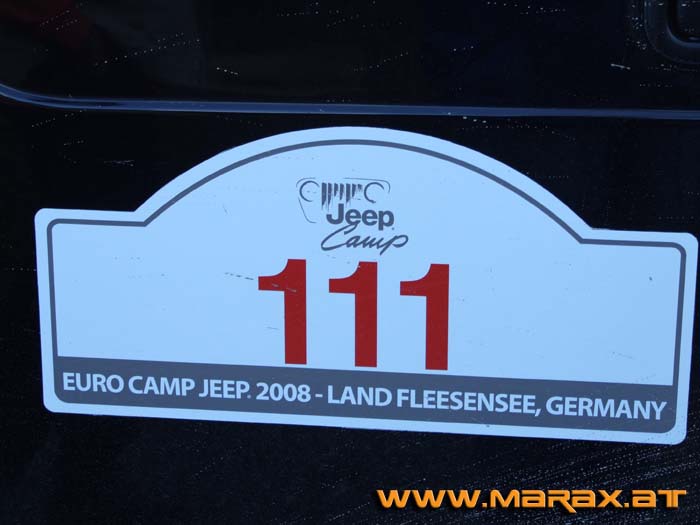 Jeep
Camp
111
EURO CAMP JEEP® 2008 - LAND FLEESENSEE, GERMANY
WWW.MARAX.AT